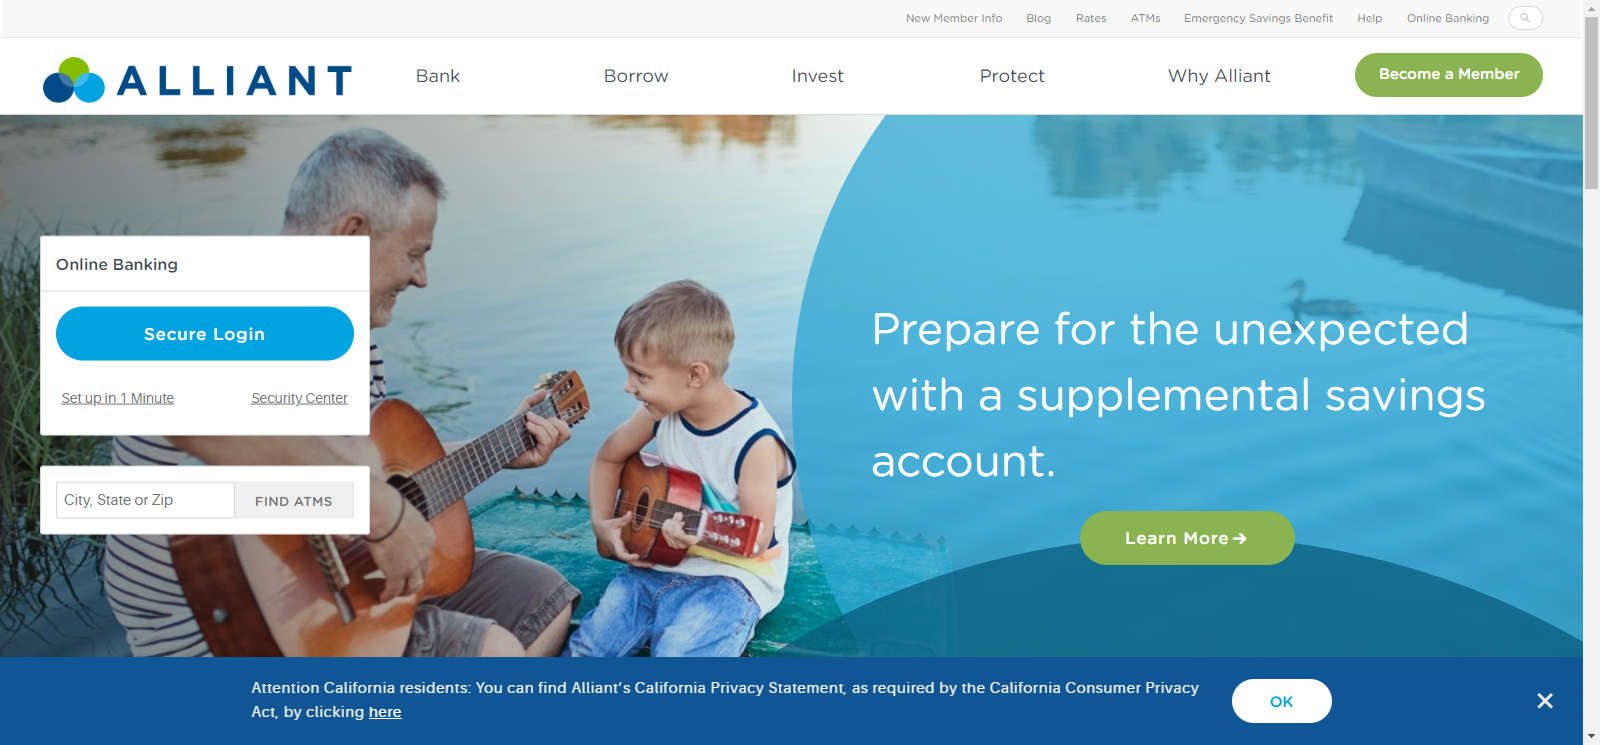 New Member Info Blog Rates ATMs Emergency Savings Benefit Help Online Banking
ALLIANT
Bank Borrow Invest Protect Why Alliant
Become a Member
Online Banking
Secure Login
Set up in 1 Minute Security Center
City, State or Zip FIND ATMS
Prepare for the unexpected
with a supplemental savings
account.
Learn More
Attention California residents: You can find Alliant's California Privacy Statement, as required by the California Consumer Privacy
Act, by clicking here
OK